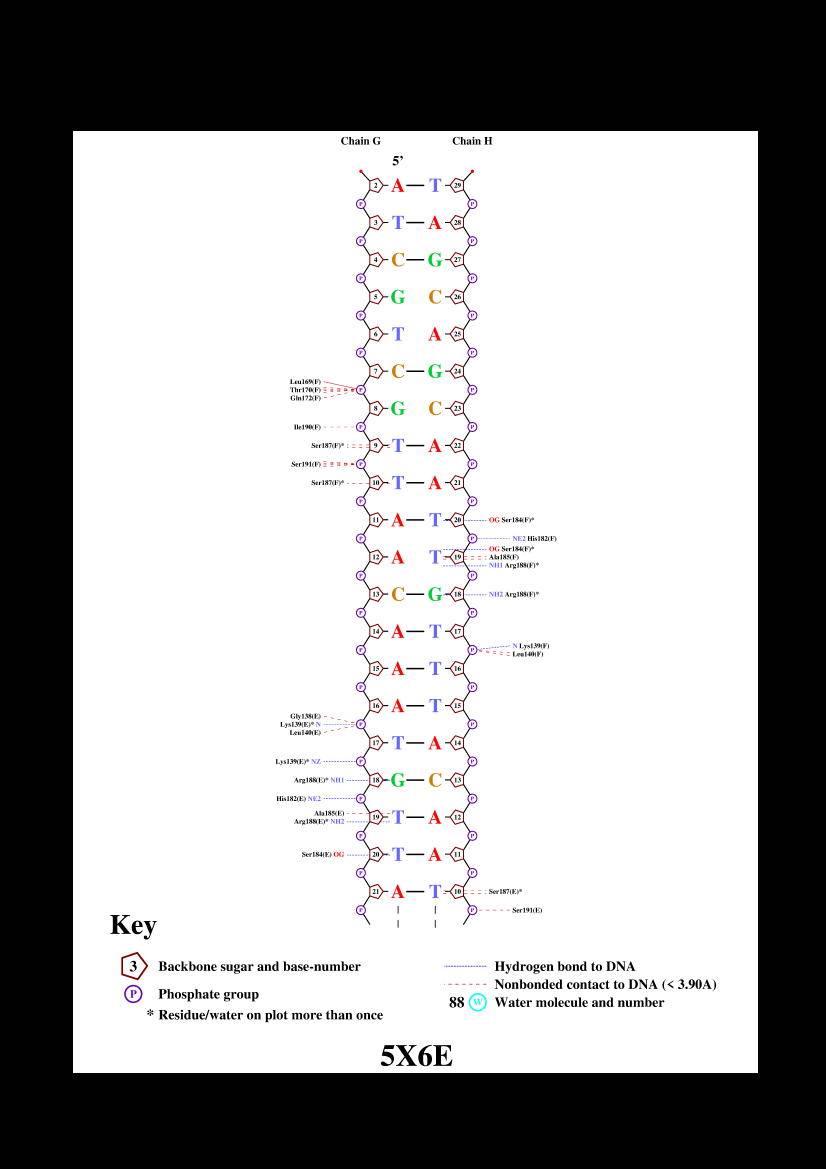 Chain G Chain H
5'
2 A T 29
P P
3 T A 28
P P
4 C G 27
P P
5 G C 26
P P
6 T A 25
P P
7 C G 24
Leu169(F)
Thr170(F) P P
Gln172(F)
8 G C 23
Ile190(F) P P
Ser187(F)* 9 T A 22
Ser191(F) P P
Ser187(F)* 10 T A 21
P P
11 A T 20 OG Ser184(F)*
P P NE2 His182(F)
OG Ser184(F)*
12 A T 19 Ala185(F)
NH1 Arg188(F)*
P P
13 C G 18 NH2 Arg188(F)*
P P
14 A T 17
P P N Lys139(F)
Leu140(F)
15 A T 16
P P
16 A T 15
Gly138(E)
Lys139(E)* N P P
Leu140(E)
17 T A 14
Lys139(E)* NZ P P
Arg188(E)* NH1 18 G C 13
His182(E) NE2 P P
Ala185(E)
19 T A 12
Arg188(E)* NH2
P P
Ser184(E) OG 20 T A 11
P P
21 A T 10 Ser187(E)*
P P Ser191(E)
Key
3 Backbone sugar and base-number
P Phosphate group
* Residue/water on plot more than once
Hydrogen bond to DNA
Nonbonded contact to DNA (< 3.90A)
88 W Water molecule and number
5X6E